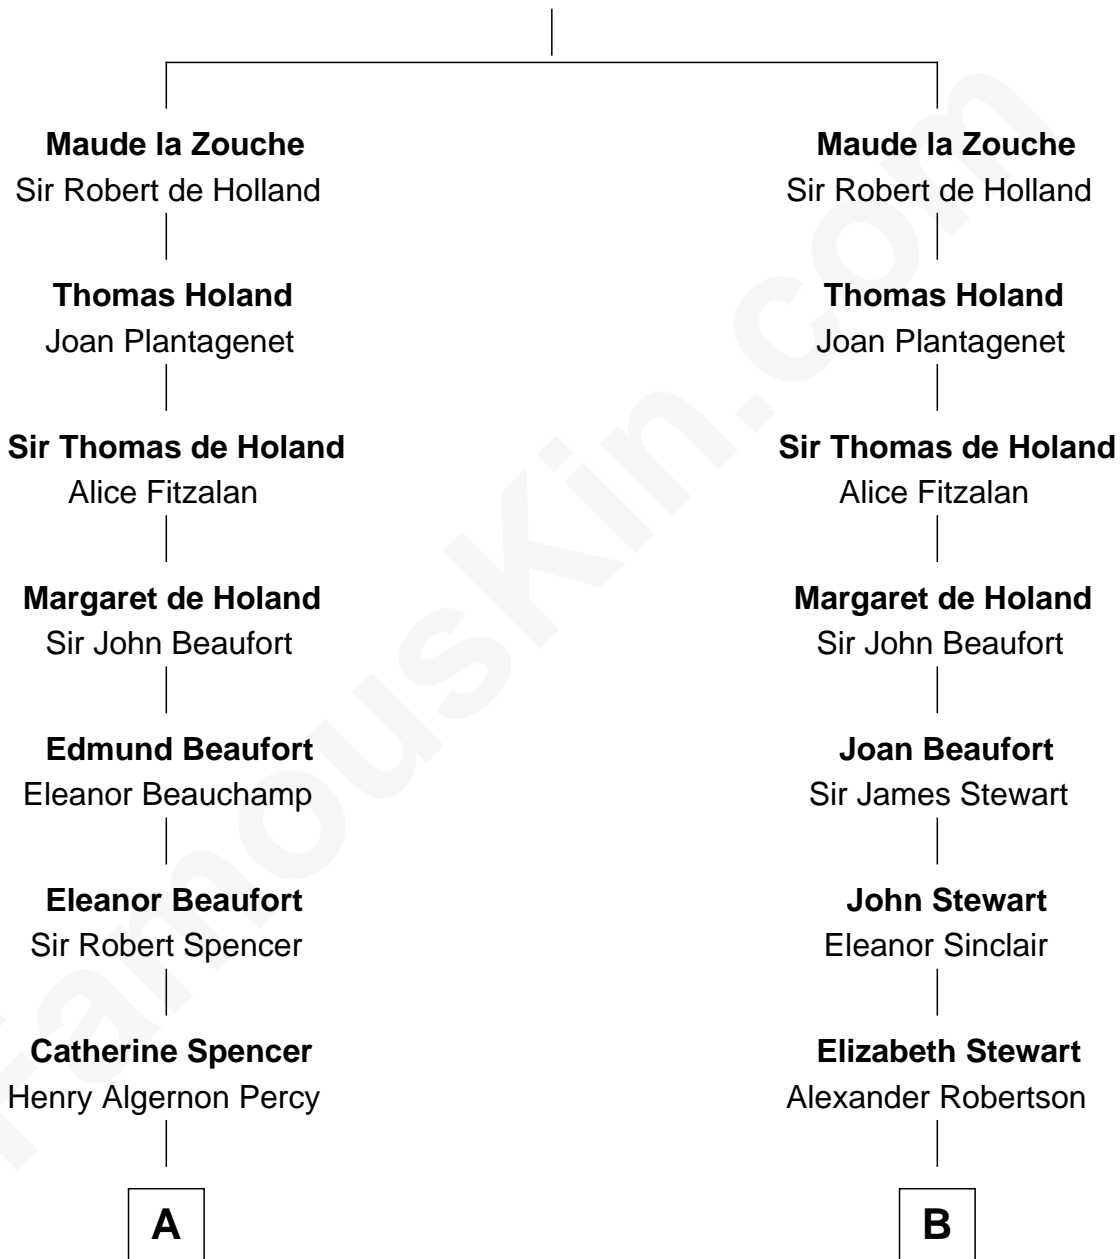 Maude la Zouche
Sir Robert de Holland
Thomas Holand
Joan Plantagenet
Sir Thomas de Holand
Alice Fitzalan
Margaret de Holand
Sir John Beaufort
Edmund Beaufort
Eleanor Beauchamp
Eleanor Beaufort
Sir Robert Spencer
Catherine Spencer
Henry Algernon Percy
A
Maude la Zouche
Sir Robert de Holland
Thomas Holand
Joan Plantagenet
Sir Thomas de Holand
Alice Fitzalan
Margaret de Holand
Sir John Beaufort
Joan Beaufort
Sir James Stewart
John Stewart
Eleanor Sinclair
Elizabeth Stewart
Alexander Robertson
B
FamousKin.com